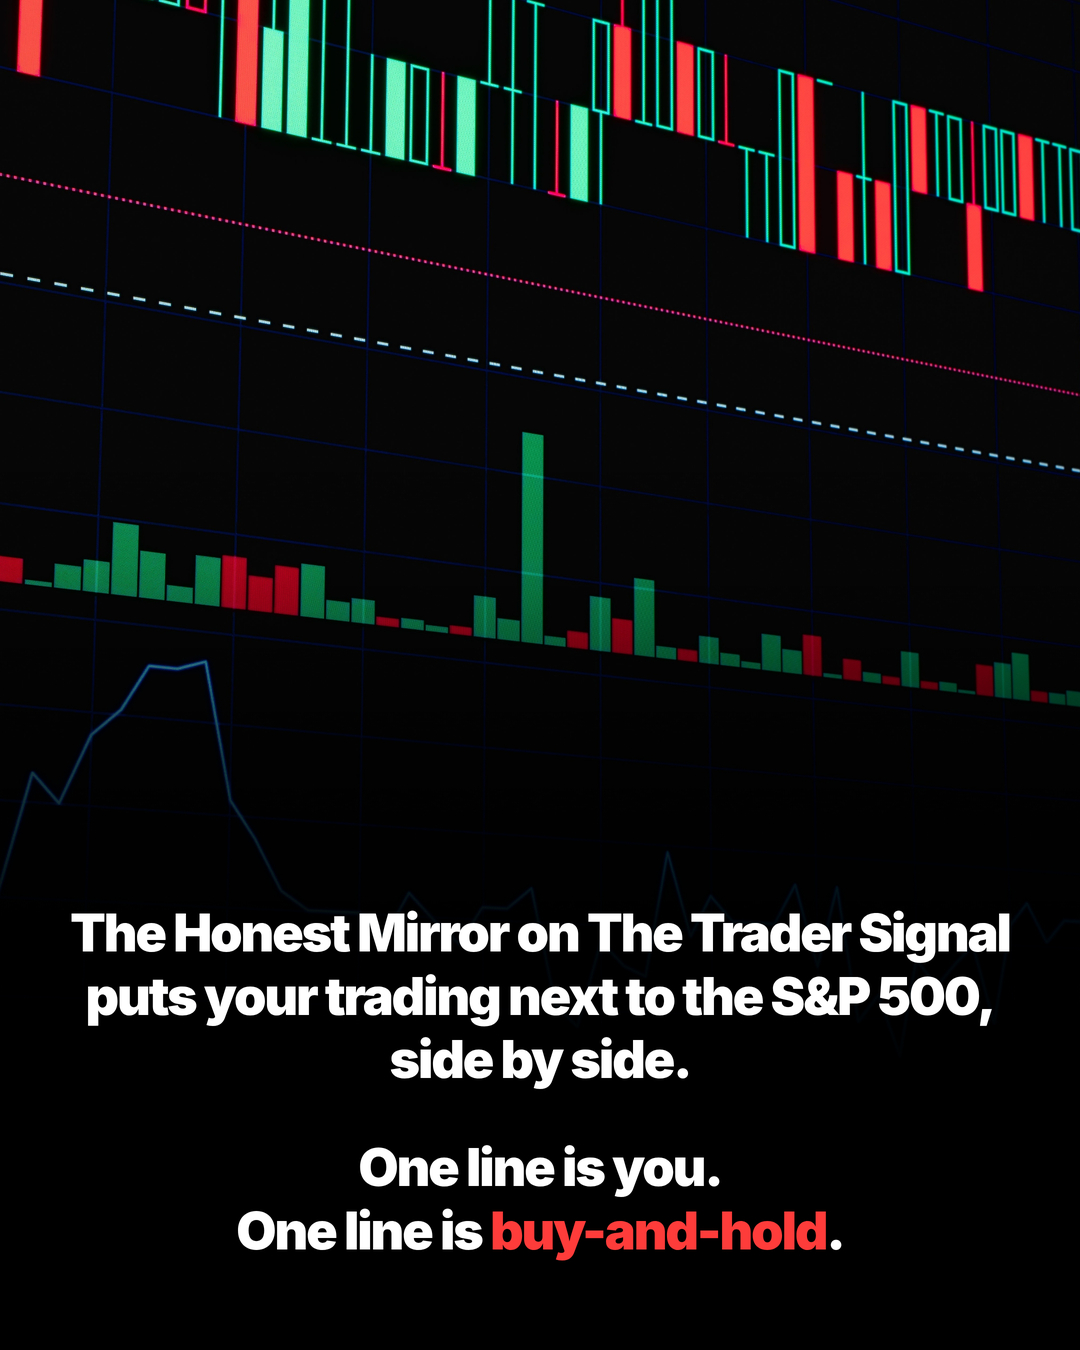 The Honest Mirror on The Trader Signal
puts your trading next to the S&P 500,
side by side.
One line is you.
One line is buy-and-hold.